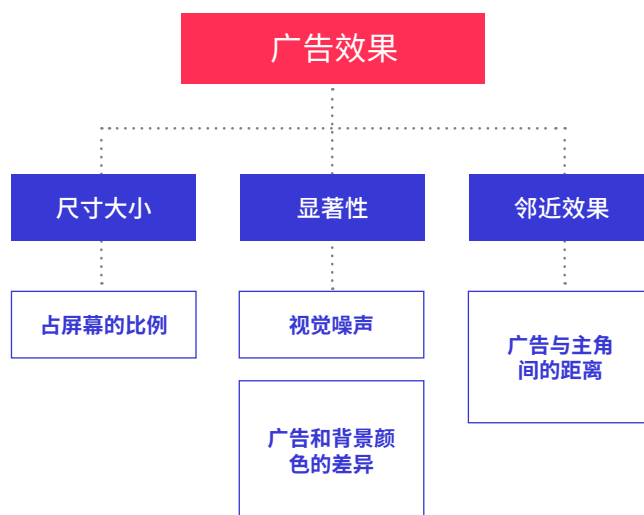 广告效果
尺寸大小
显著性
邻近效果
占屏幕的比例
视觉噪声
广告与主角
间的距离
广告和背景颜
色的差异